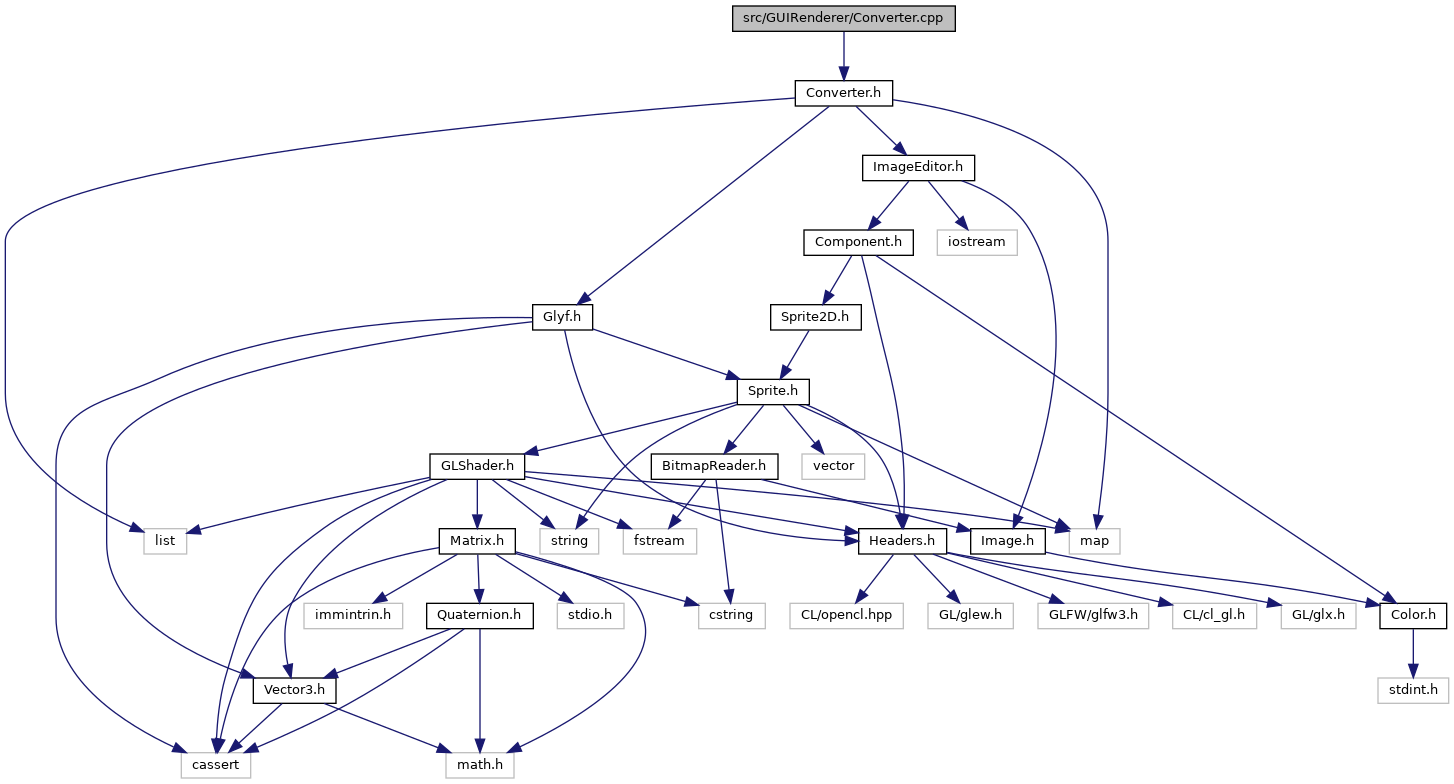 src/GUIRenderer/Converter.cpp
Converter.h
ImageEditor.h
Component.h
iostream
Glyf.h
Sprite2D.h
Sprite.h
GLShader.h
BitmapReader.h
vector
list
Matrix.h
string
fstream
Headers.h
Image.h
map
immintrin.h
Quaternion.h
stdio.h
cstring
CL/opencl.hpp
GL/glew.h
GLFW/glfw3.h
CL/cl_gl.h
GL/glx.h
Color.h
Vector3.h
stdint.h
cassert
math.h